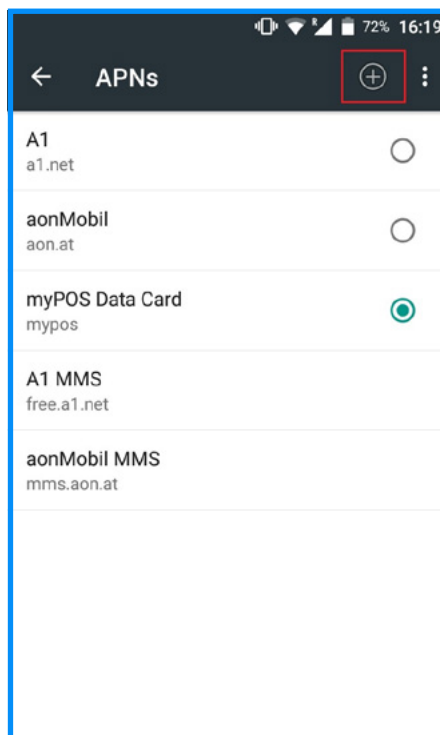 R 72% 16:19
APNs
A1
a1.net
aonMobil
aon.at
myPOS Data Card
mypos
A1 MMS
free.a1.net
aonMobil MMS
mms.aon.at